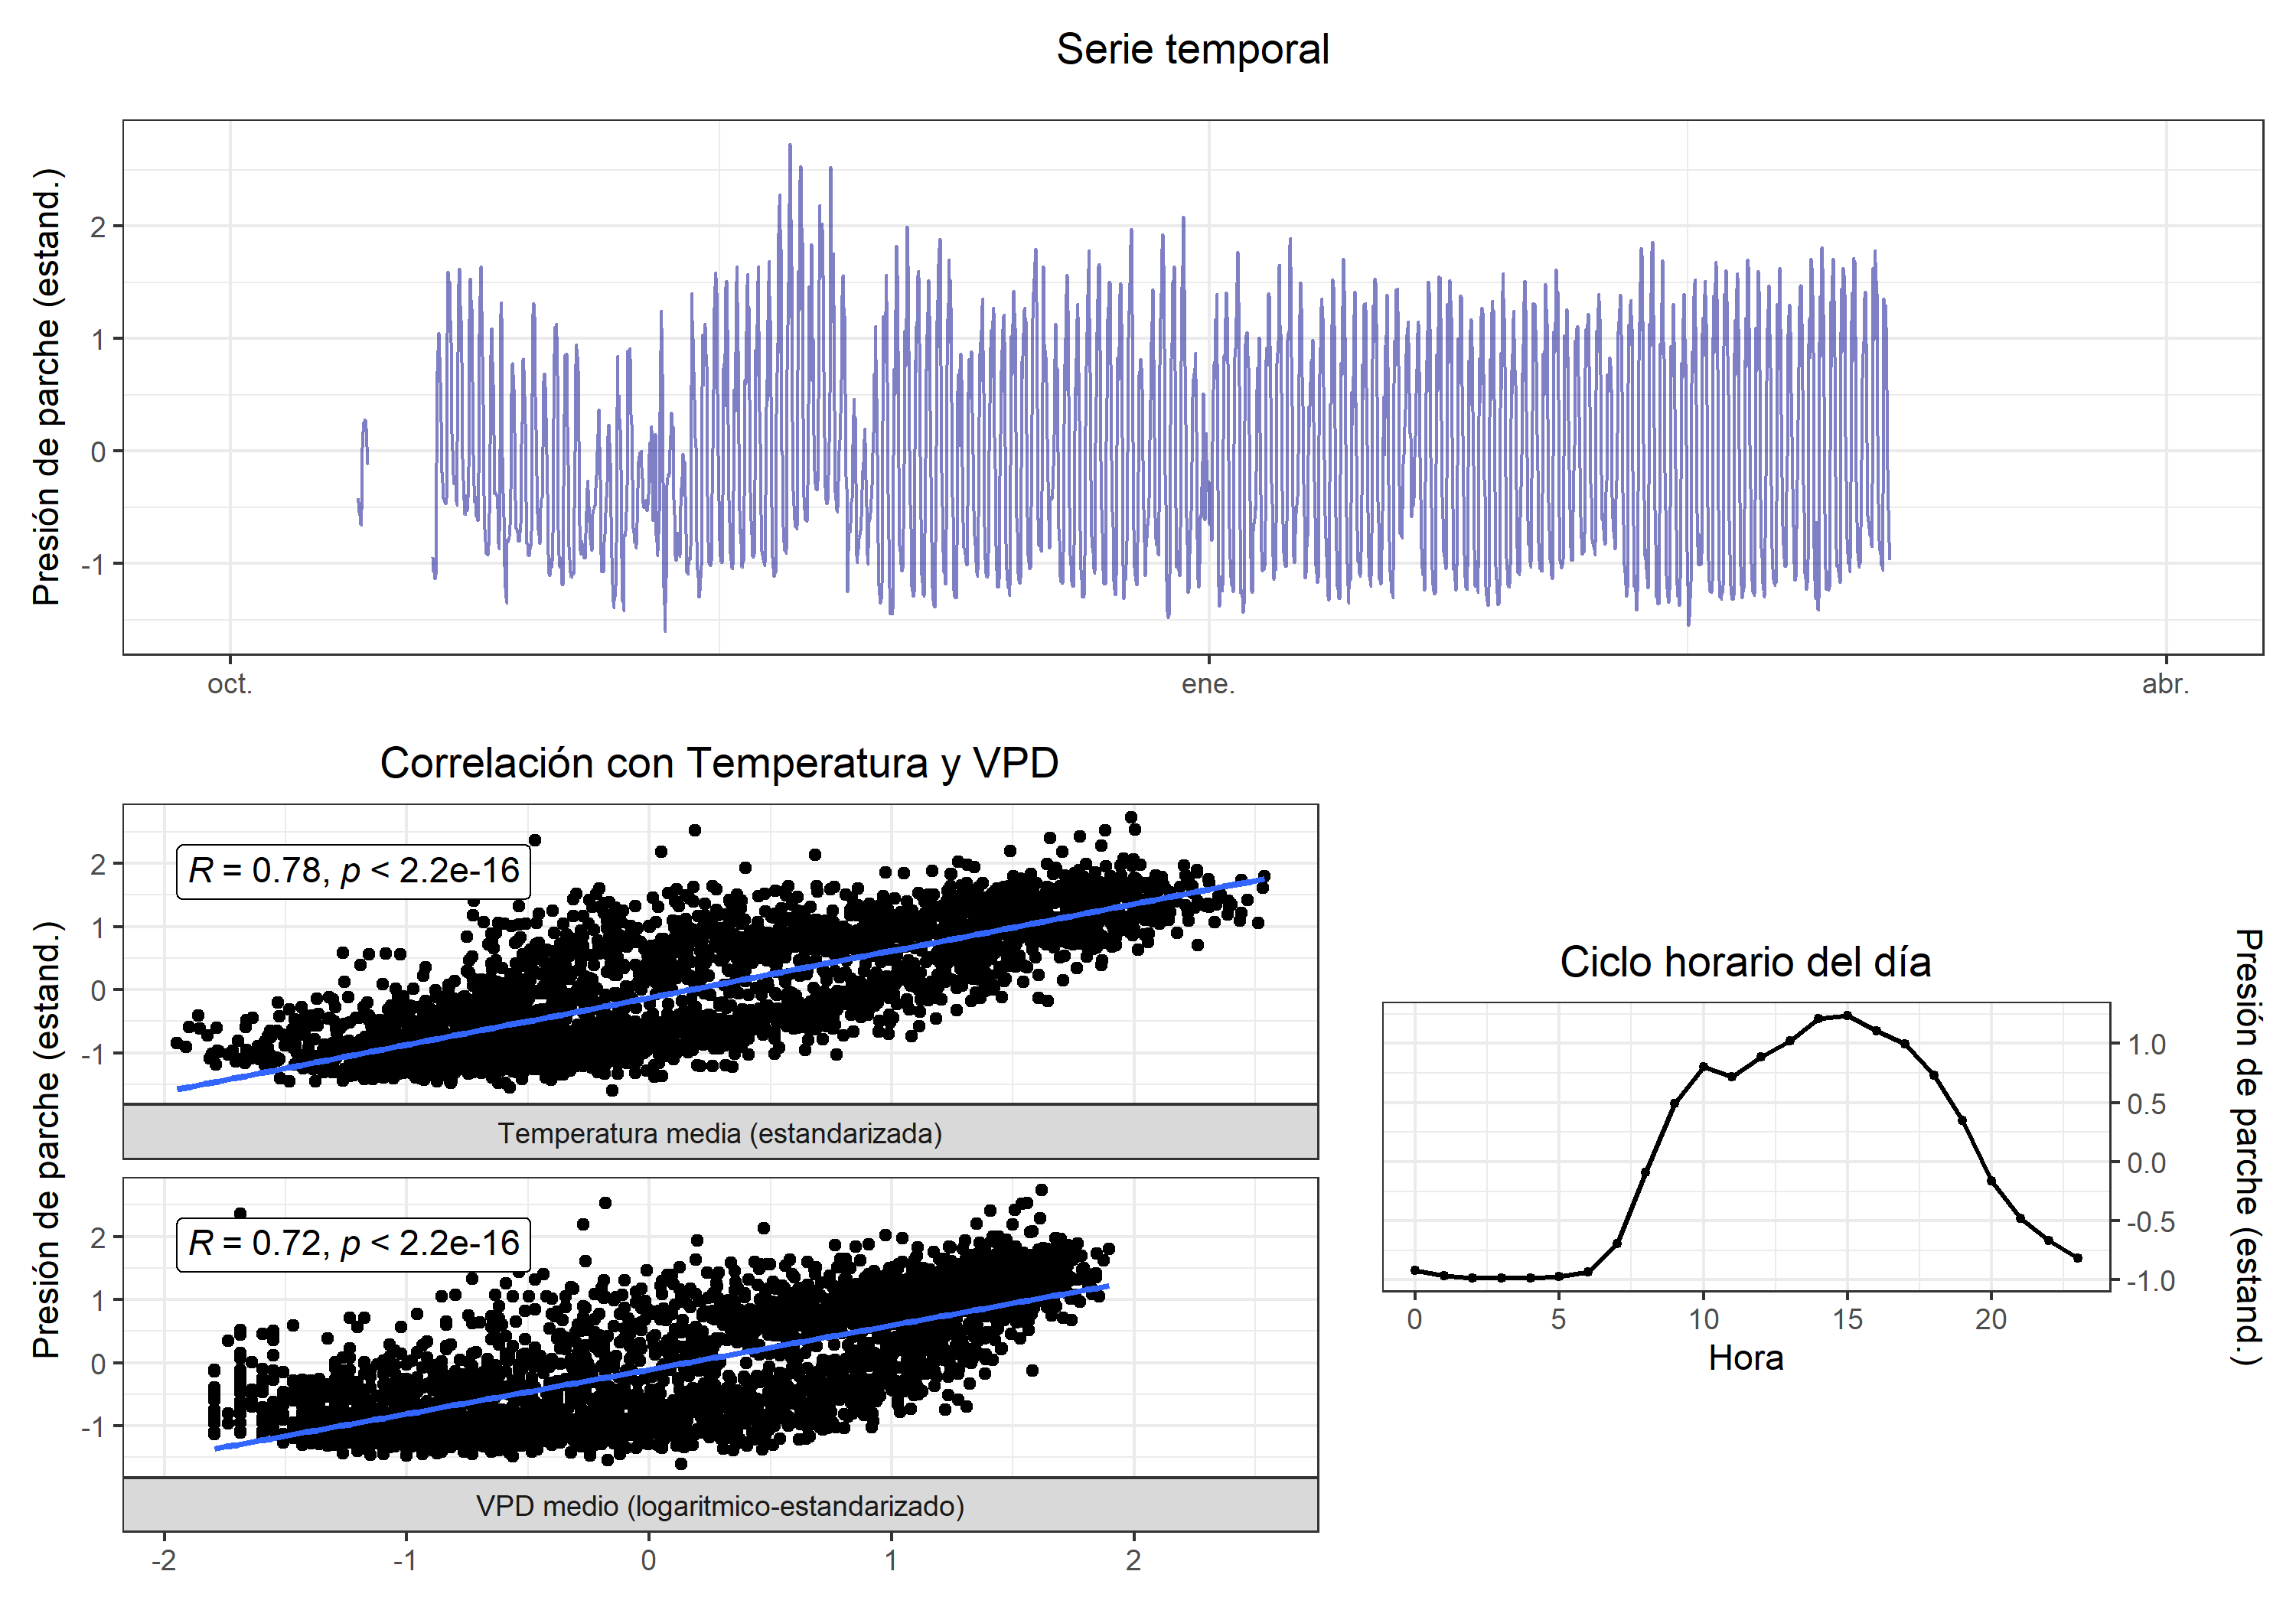 Serie temporal
Presión de parche (estand.)
2
1
0
-1
oct.
ene.
abr.
Correlación con Temperatura y VPD
Presión de parche (estand.)
2
1
0
-1
R = 0.78, p < 2.2e-16
Temperatura media (estandarizada)
2
1
0
-1
R = 0.72, p < 2.2e-16
VPD medio (logaritmico-estandarizado)
-2
-1
0
1
2
Ciclo horario del día
1.0
0.5
0.0
-0.5
-1.0
Presión de parche (estand.)
0
5
10
15
20
Hora